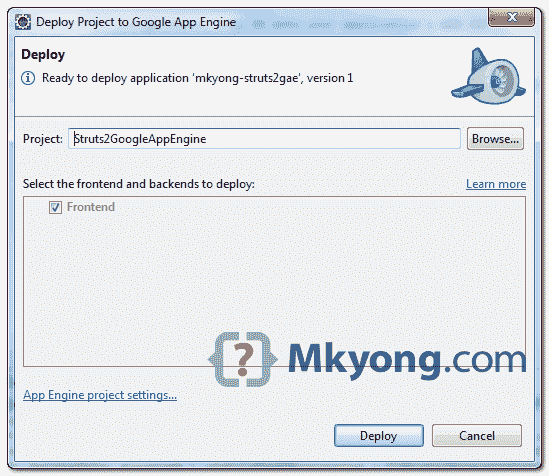 Deploy Project to Google App Engine
Deploy
Ready to deploy application 'mkyong-struts2gae', version 1
Project: Struts2GoogleAppEngine Browse...
Select the frontend and backends to deploy: Learn more
Frontend
{?} Mkyong.com
App Engine project settings...
Deploy Cancel